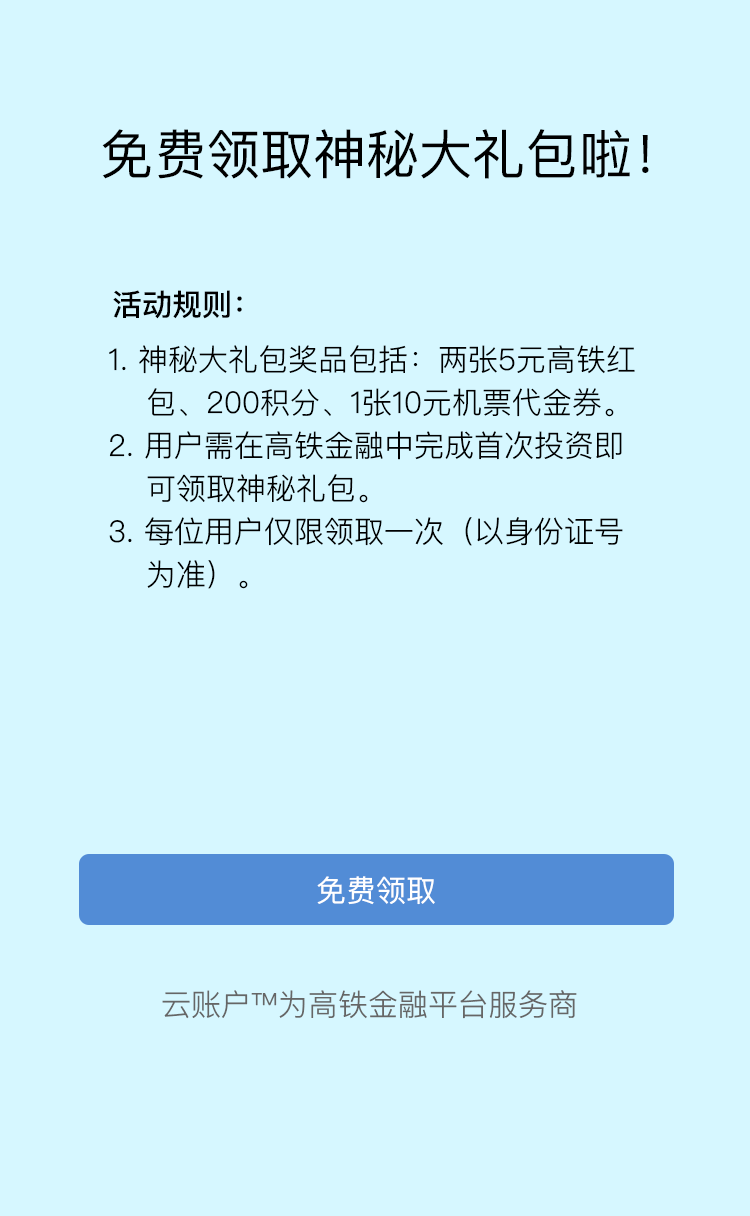 免费领取神秘大礼包啦!
活动规则:
1. 神秘大礼包奖品包括：两张5元高铁红
包、200积分、1张10元机票代金券。
2. 用户需在高铁金融中完成首次投资即
可领取神秘礼包。
3. 每位用户仅限领取一次（以身份证号
为准）。
免费领取
云账户™为高铁金融平台服务商